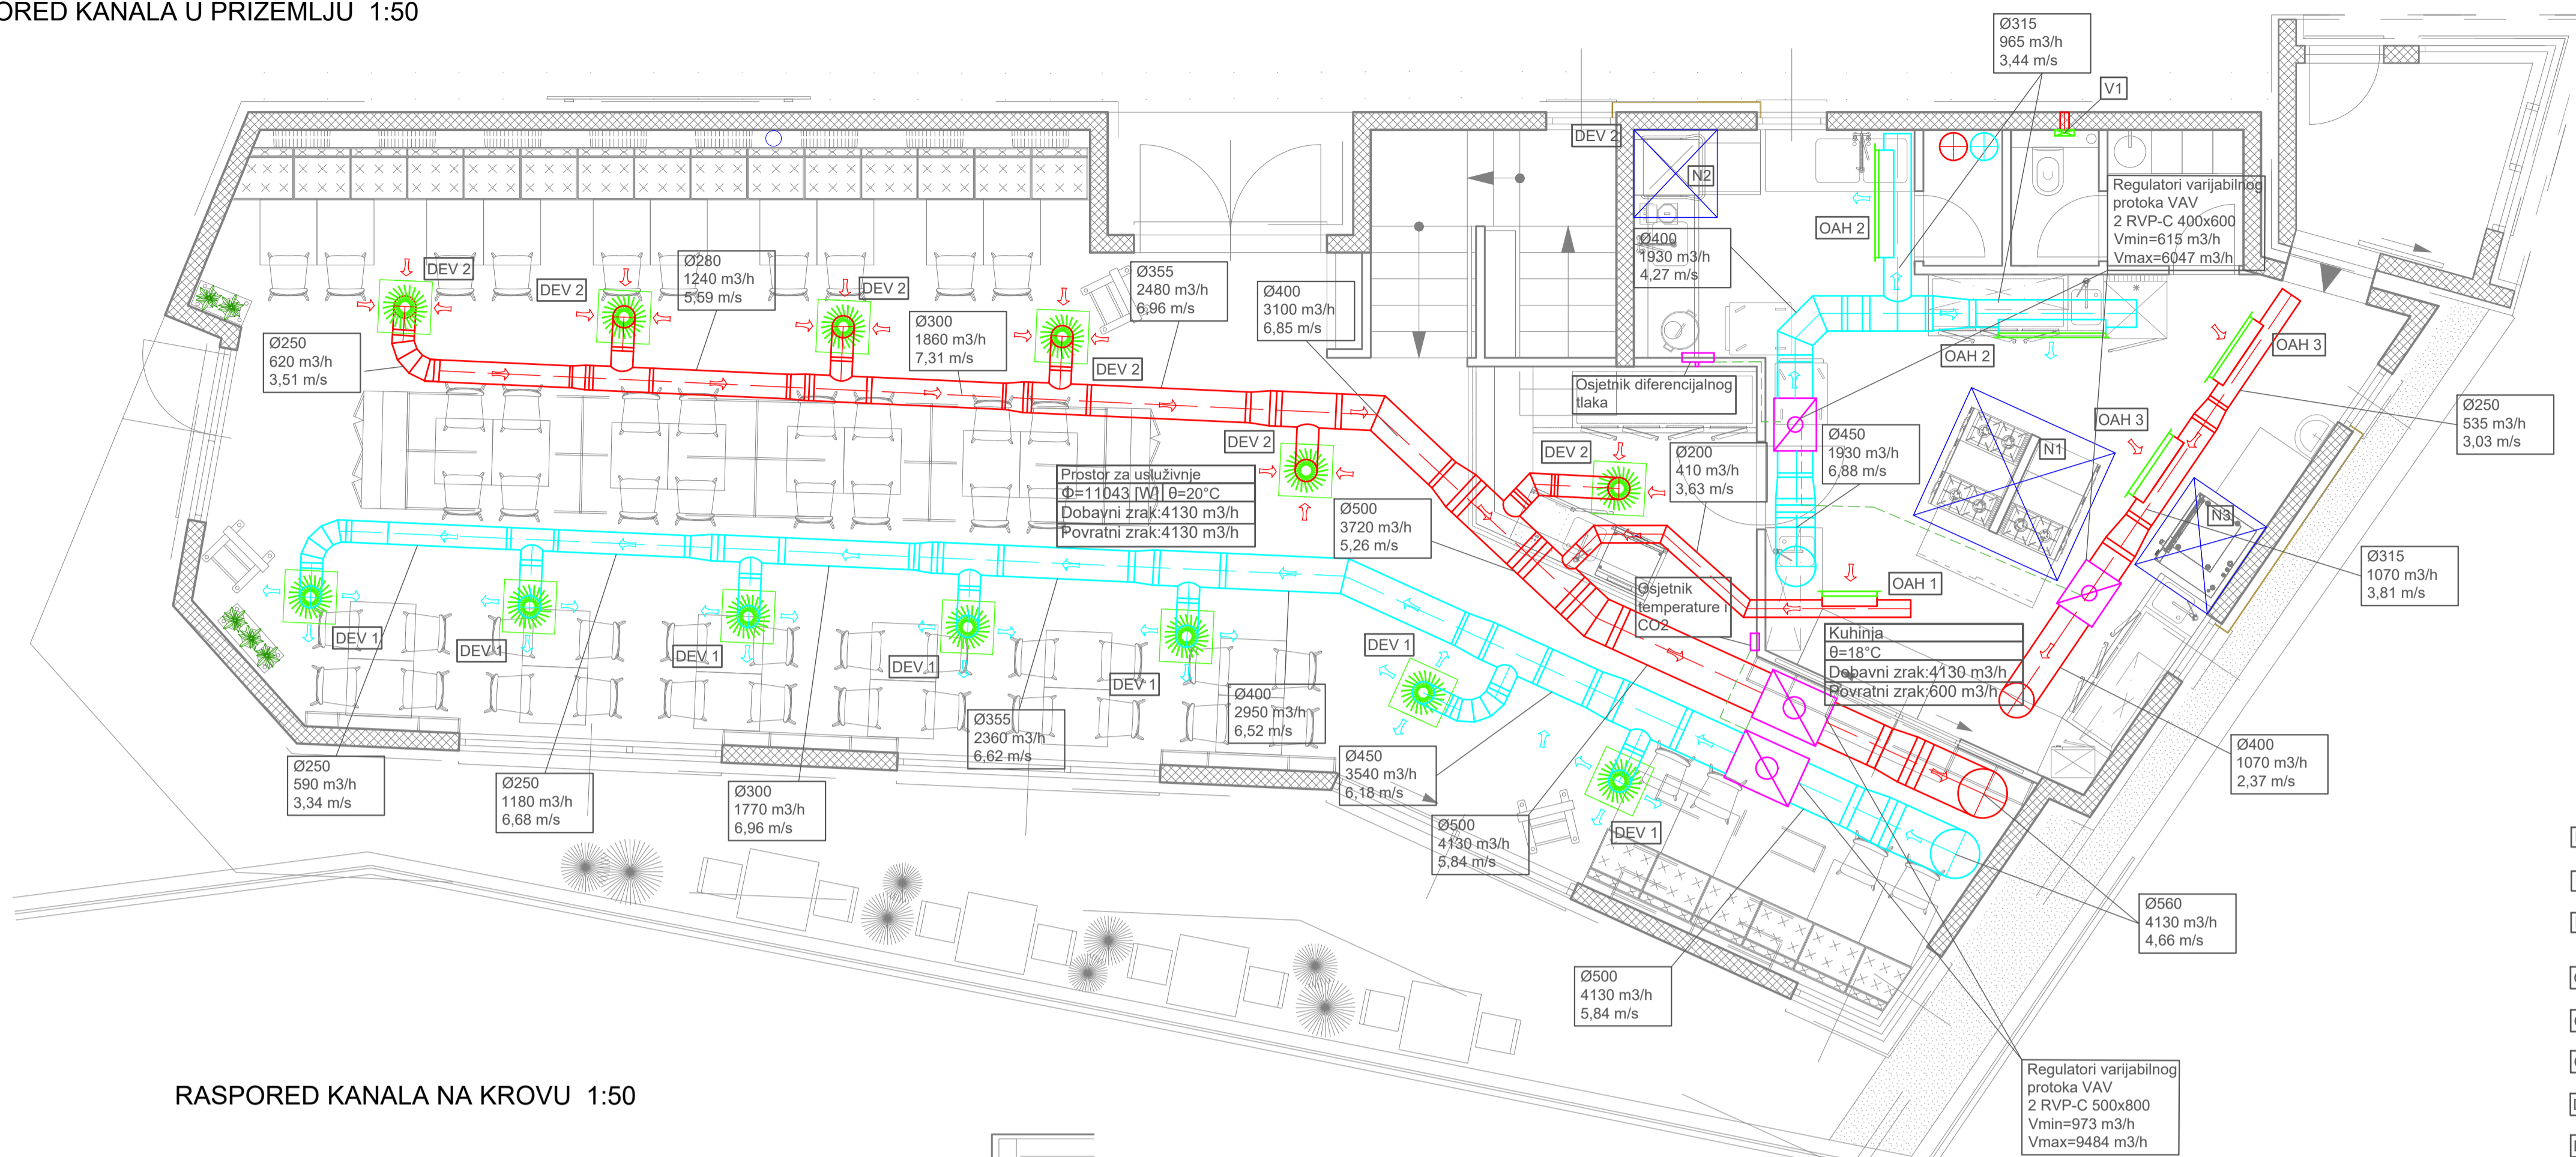 ORED KANALA U PRIZEMLJU 1:50
Ø315
965 m3/h
3,44 m/s
V1
DEV 2
N2
Regulatori varijabilnog
protoka VAV
2 RVP-C 400x600
Vmin=615 m3/h
Vmax=6047 m3/h
OAH 2
Ø400
1930 m3/h
4,27 m/s
DEV 2
DEV 2
Ø280
1240 m3/h
5,59 m/s
DEV 2
Ø355
2480 m3/h
6,96 m/s
Ø400
3100 m3/h
6,85 m/s
Ø300
1860 m3/h
7,31 m/s
Ø250
620 m3/h
3,51 m/s
DEV 2
OAH 2
OAH 3
Osjetnik diferencijalnog
tlaka
Ø250
535 m3/h
3,03 m/s
OAH 3
DEV 2
DEV 2
Ø200
410 m3/h
3,63 m/s
Ø450
1930 m3/h
6,88 m/s
N1
Prostor za usluživnje
Φ=11043 [W] θ=20°C
Dobavni zrak:4130 m3/h
Povratni zrak:4130 m3/h
Ø500
3720 m3/h
5,26 m/s
N3
Ø315
1070 m3/h
3,81 m/s
Osjetnik
temperature i
CO2
OAH 1
Kuhinja
θ=18°C
Dobavni zrak:4130 m3/h
Povratni zrak:600 m3/h
DEV 1
DEV 1
DEV 1
DEV 1
DEV 1
DEV 1
Ø400
2950 m3/h
6,52 m/s
Ø355
2360 m3/h
6,62 m/s
Ø450
3540 m3/h
6,18 m/s
Ø400
1070 m3/h
2,37 m/s
Ø250
590 m3/h
3,34 m/s
Ø250
1180 m3/h
6,68 m/s
Ø300
1770 m3/h
6,96 m/s
Ø500
4130 m3/h
5,84 m/s
DEV 1
Ø560
4130 m3/h
4,66 m/s
Ø500
4130 m3/h
5,84 m/s
Regulatori varijabilnog
protoka VAV
2 RVP-C 500x800
Vmin=973 m3/h
Vmax=9484 m3/h
RASPORED KANALA NA KROVU 1:50